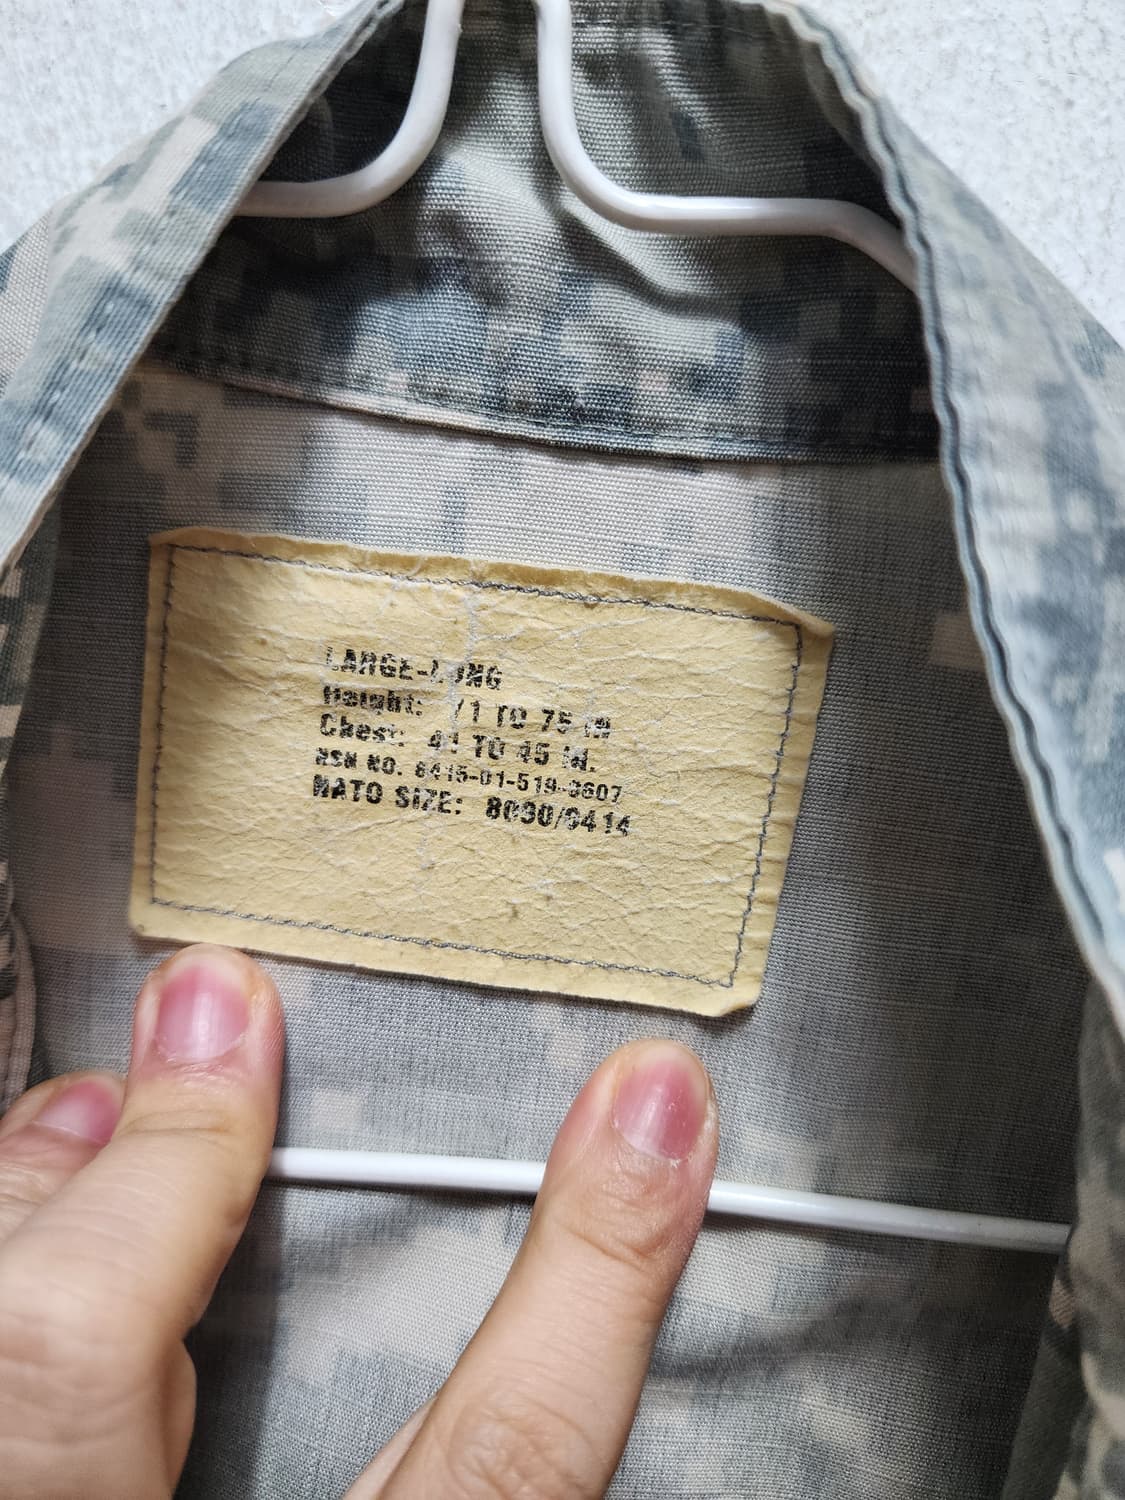 LARGE-LONG
Height: 71 TO 75 IN
Chest: 41 TO 45 IN.
NSN NO. 8415-01-519-8607
NATO SIZE: 8090/9414